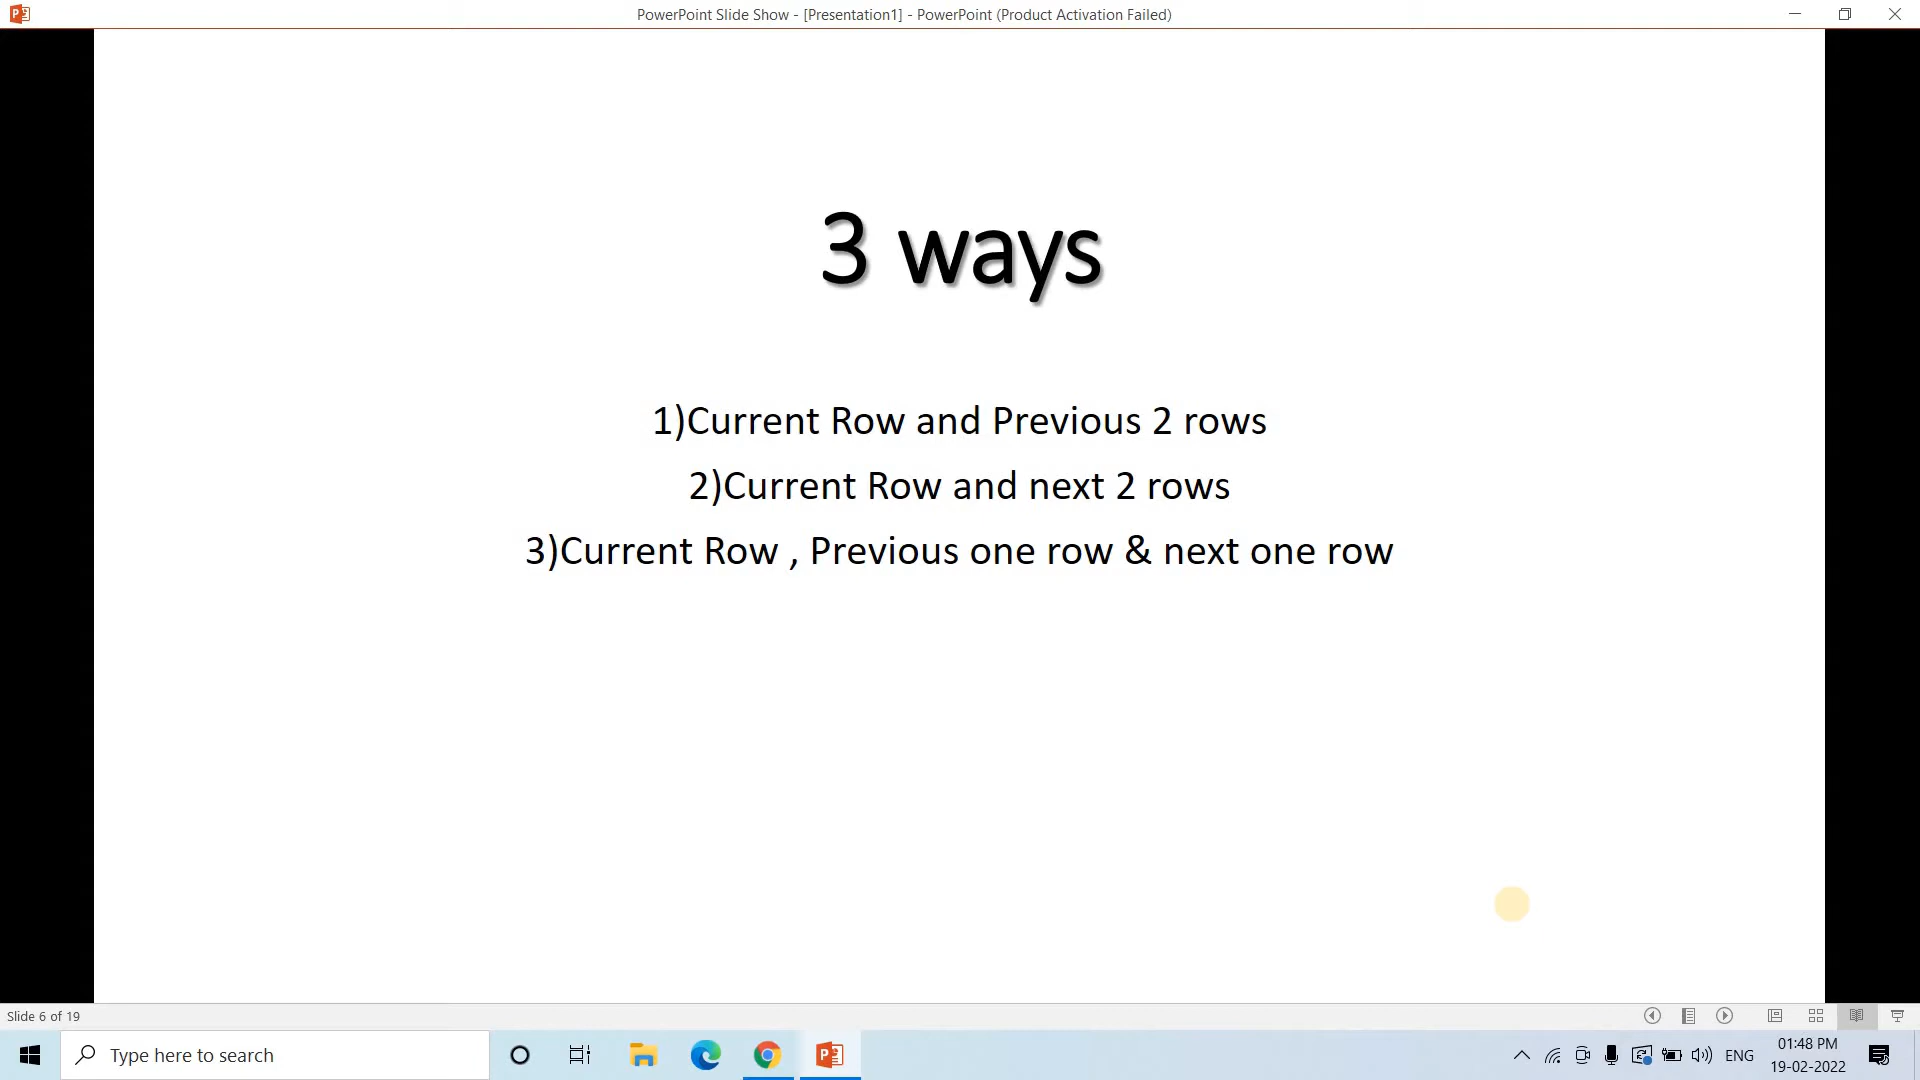 PowerPoint Slide Show - [Presentation1] - PowerPoint (Product Activation Failed)
3 ways
1)Current Row and Previous 2 rows
2)Current Row and next 2 rows
3)Current Row , Previous one row & next one row
Slide 6 of 19
Type here to search
ENG
01:48 PM
19-02-2022